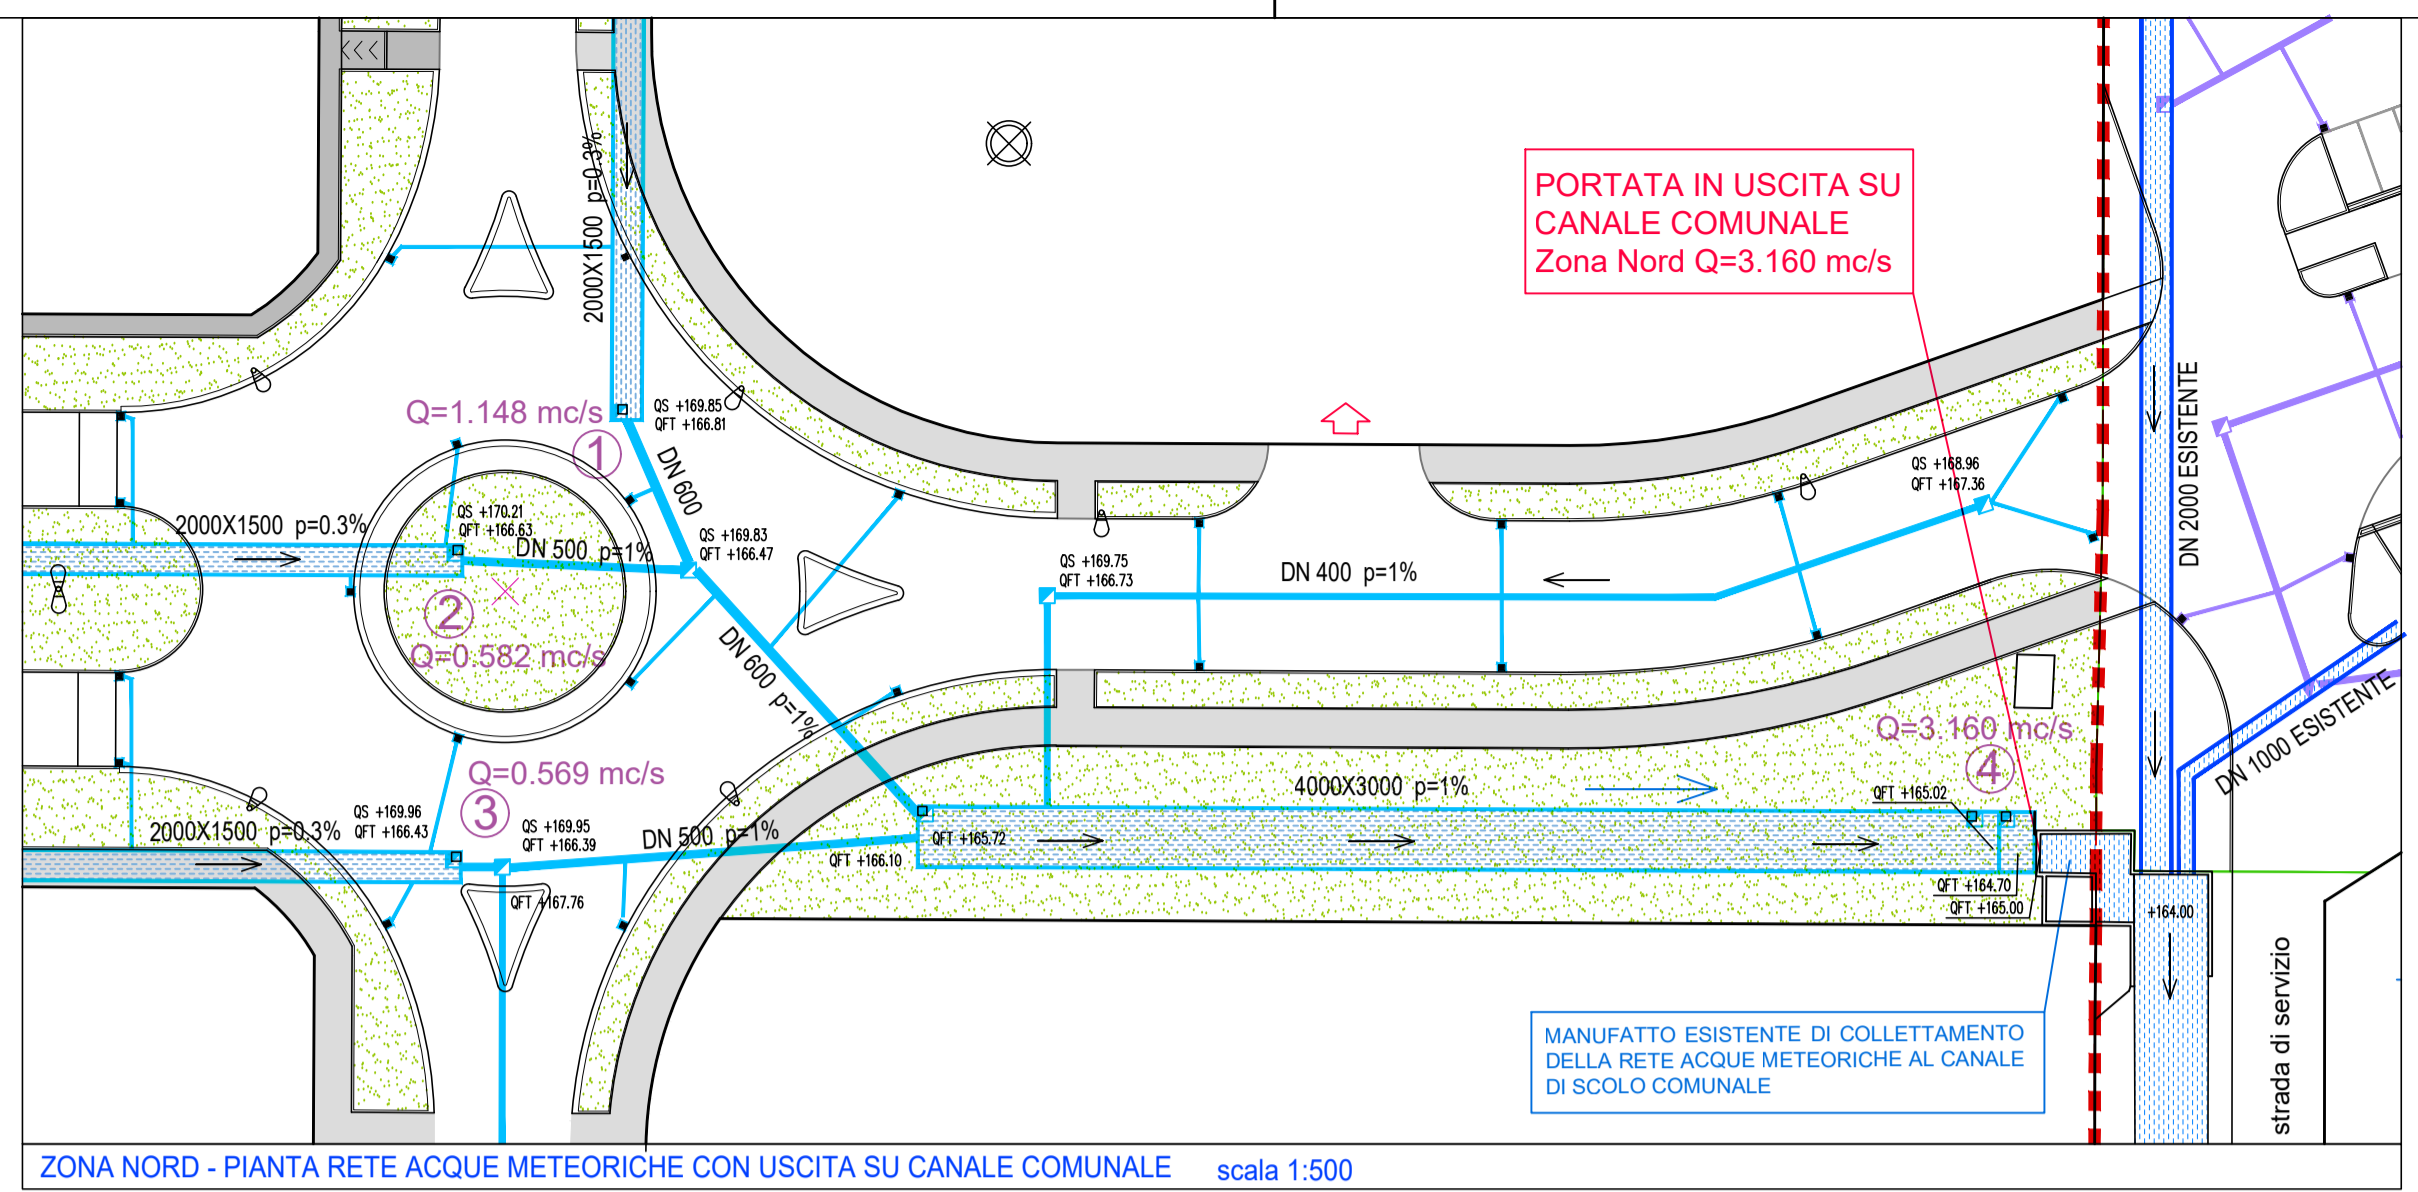 PORTATA IN USCITA SU
CANALE COMUNALE
Zona Nord Q=3.160 mc/s
2000X1500 p=0.3%
Q=1.148 mc/s
1
QS +169.85
QFT +166.81
DN 600
DN 2000 ESISTENTE
QS +168.96
QFT +167.36
2000X1500 p=0.3%
QS +170.21
QFT +166.63
DN 500 p=1%
QS +169.83
QFT +166.47
QS +169.75
QFT +166.73
DN 400 p=1%
2
Q=0.582 mc/s
DN 600 p=1%
Q=3.160 mc/s
4
DN 1000 ESISTENTE
Q=0.569 mc/s
3
4000X3000 p=1%
QFT +165.02
QS +169.96
QFT +166.43
2000X1500 p=0.3%
QS +169.95
QFT +166.39
DN 500 p=1%
QFT +165.72
QFT +166.10
QFT +167.76
QFT +164.70
QFT +165.00
+164.00
strada di servizio
MANUFATTO ESISTENTE DI COLLETTAMENTO
DELLA RETE ACQUE METEORICHE AL CANALE
DI SCOLO COMUNALE
ZONA NORD - PIANTA RETE ACQUE METEORICHE CON USCITA SU CANALE COMUNALE scala 1:500